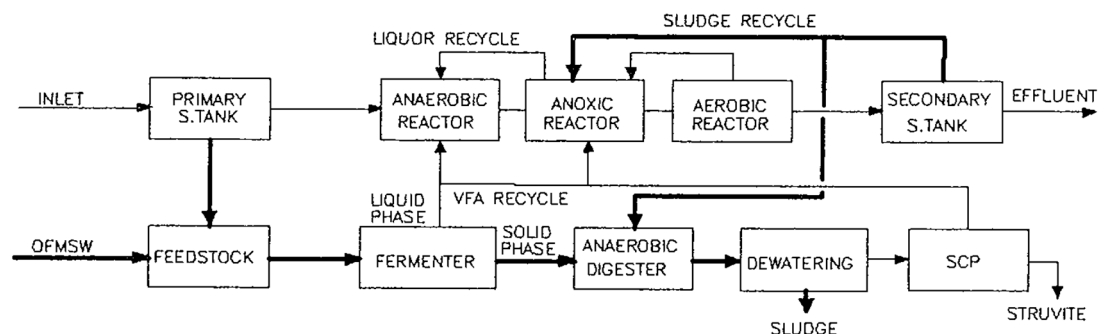 SLUDGE RECYCLE
LIQUOR RECYCLE
INLET
PRIMARY
S.TANK
ANAEROBIC
REACTOR
ANOXIC
REACTOR
AEROBIC
REACTOR
SECONDARY
S.TANK
EFFLUENT
LIQUID
PHASE
VFA RECYCLE
OFMSW
FEEDSTOCK
FERMENTER
SOLID
PHASE
ANAEROBIC
DIGESTER
DEWATERING
SCP
STRUVITE
SLUDGE